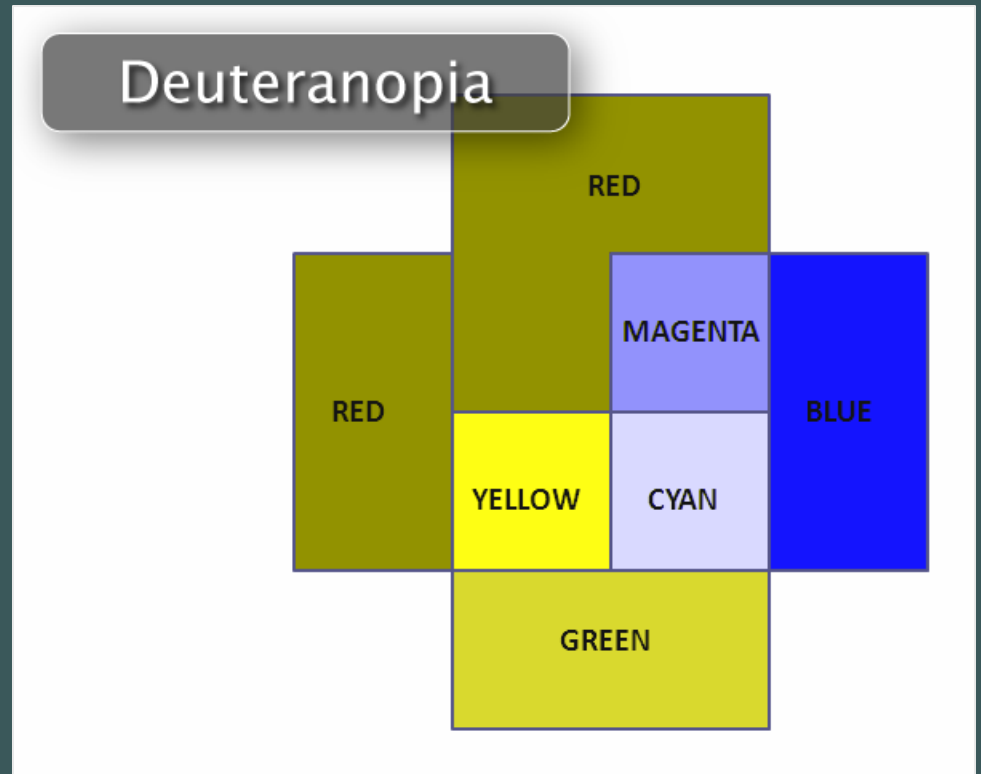 Deuteranopia
RED
MAGENTA
RED
BLUE
YELLOW
CYAN
GREEN